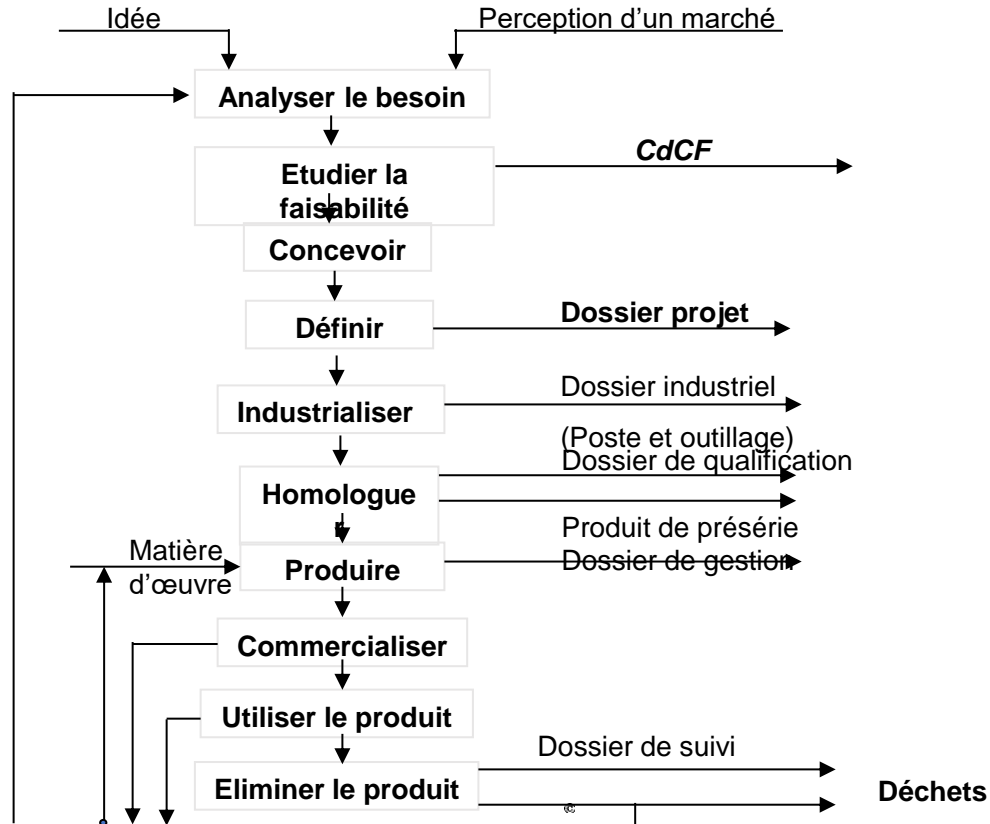 Idée
Perception d’un marché
Analyser le besoin
CdCF
Etudier la
faisabilité
Concevoir
Dossier projet
Définir
Dossier industriel
Industrialiser
(Poste et outillage)
Dossier de qualification
Homologue
r
Produit de présérie
Matière
d’œuvre
Dossier de gestion
Produire
Commercialiser
Utiliser le produit
Dossier de suivi
Eliminer le produit
Déchets